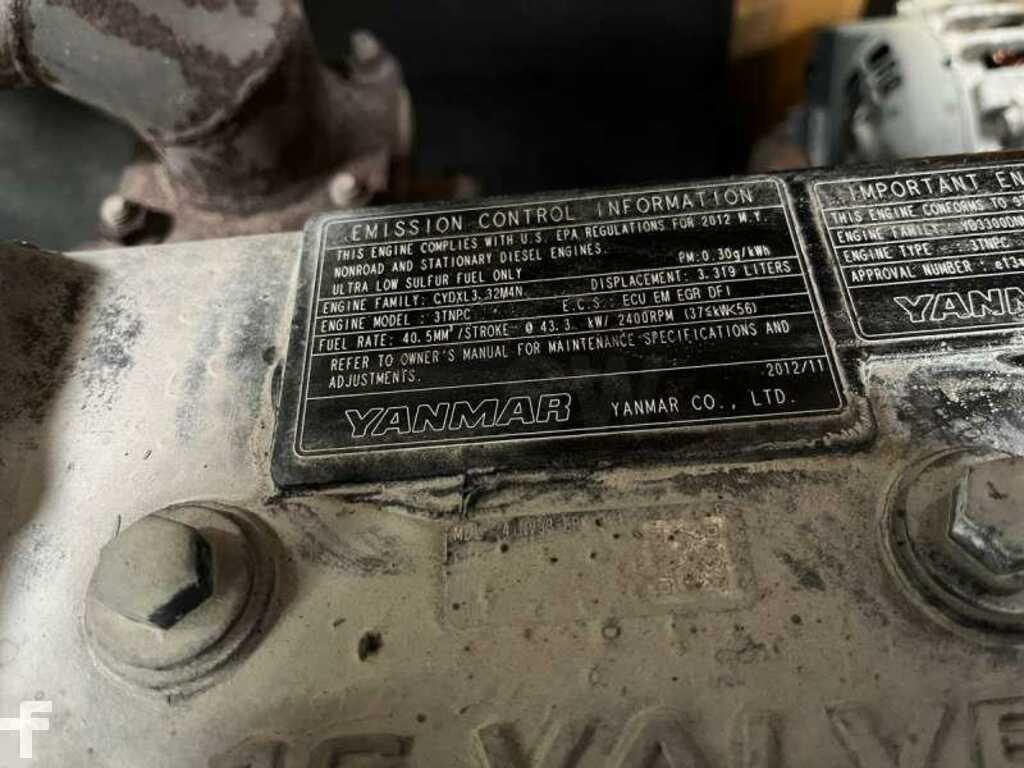 EMISSION CONTROL INFORMATION
THIS ENGINE COMPLIES WITH U.S. EPA REGULATIONS FOR 2012 M.Y.
NONROAD AND STATIONARY DIESEL ENGINES.
ULTRA LOW SULFUR FUEL ONLY PM:0.30g/kWh
ENGINE FAMILY: CYDXL3.32M4N DISPLACEMENT: 3.319 LITERS
ENGINE MODEL : 3TNPC E.C.S : ECU EM EGR DFI
FUEL RATE: 40.5MM³/STROKE @ 43.3 kW/ 2400RPM (37≤kW<56)
REFER TO OWNER'S MANUAL FOR MAINTENANCE SPECIFICATIONS AND
ADJUSTMENTS. 2012/11
YANMAR YANMAR CO., LTD.
IMPORTANT
THIS ENGINE CONFORMS TO
ENGINE FAMILY :
ENGINE TYPE : 3TNPC
APPROVAL NUMBER :
16 VALVE